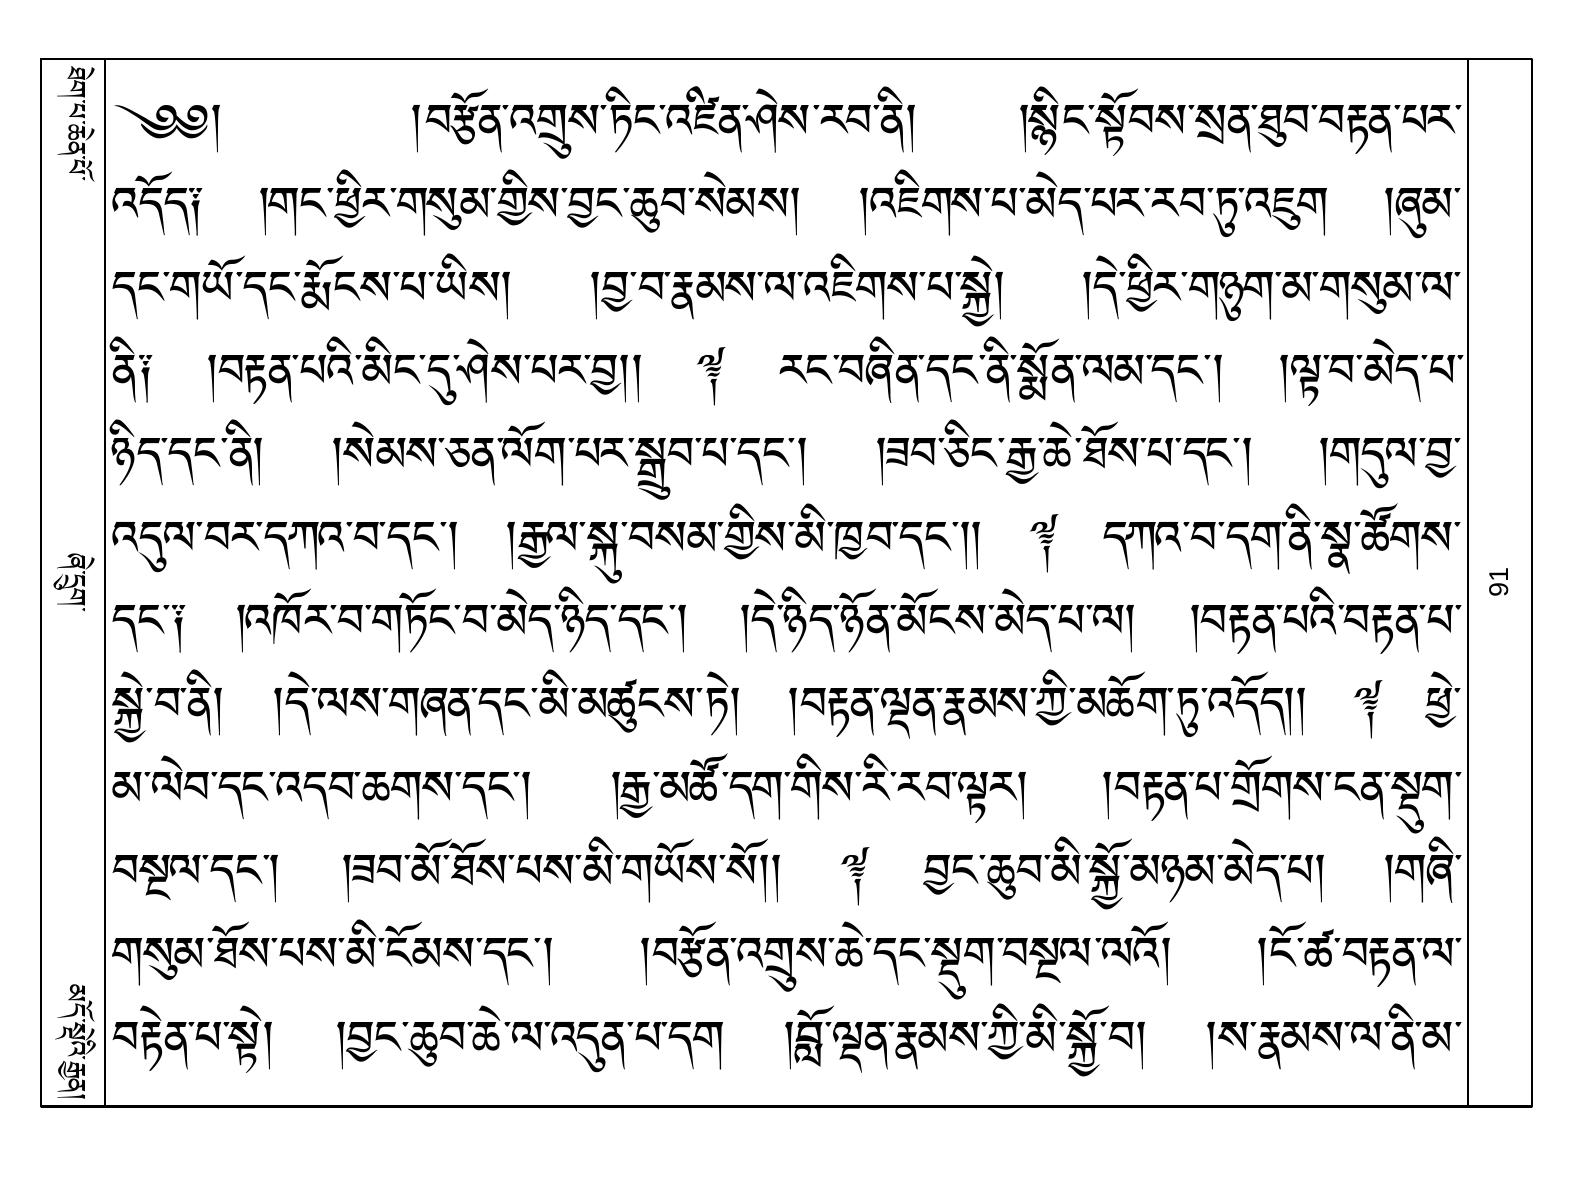 ༄༅། །བརྩོན་འགྲུས་ཏིང་འཛིན་ཤེས་རབ་ནི། །སྙིང་སྟོབས་སྲན་ཐུབ་བརྟན་པར་
འདོད༑ །གང་ཕྱིར་གསུམ་གྱིས་བྱང་ཆུབ་སེམས། །འཇིགས་པ་མེད་པར་རབ་ཏུ་འཇུག །ཞུམ་
དང་གཡོ་དང་རྨོངས་པ་ཡིས། །བྱ་བ་རྣམས་ལ་འཇིགས་པ་སྐྱེ། །དེ་ཕྱིར་གཉུག་མ་གསུམ་ལ་
ནི༑ །བརྟན་པའི་མིང་དུ་ཤེས་པར་བྱ།། ༈ རང་བཞིན་དང་ནི་སྨོན་ལམ་དང་། །ལྟ་བ་མེད་པ་
ཉིད་དང་ནི། །སེམས་ཅན་ལོག་པར་སྒྲུབ་པ་དང་། །ཟབ་ཅིང་རྒྱ་ཆེ་ཐོས་པ་དང་། །གདུལ་བྱ་
འདུལ་བར་དཀའ་བ་དང་། །རྒྱལ་སྐུ་བསམ་གྱིས་མི་ཁྱབ་དང་།། ༈ དཀའ་བ་དག་ནི་སྣ་ཚོགས་
དང་༑ །འཁོར་བ་གཏོང་བ་མེད་ཉིད་དང་། །དེ་ཉིད་ཉོན་མོངས་མེད་པ་ལ། །བརྟན་པའི་བརྟན་པ་
སྐྱེ་བ་ནི། །དེ་ལས་གཞན་དང་མི་མཚུངས་ཏེ། །བརྟན་ལྡན་རྣམས་ཀྱི་མཆོག་ཏུ་འདོད།། ༈ ཕྱེ་
མ་ལེབ་དང་འདབ་ཆགས་དང་། །རྒྱ་མཚོ་དག་གིས་རི་རབ་ལྟར། །བརྟན་པ་གྲོགས་ངན་སྡུག་
བསྔལ་དང་། །ཟབ་མོ་ཐོས་པས་མི་གཡོས་སོ།། ༈ བྱང་ཆུབ་མི་སྐྱོ་མཉམ་མེད་པ། །གཞི་
གསུམ་ཐོས་པས་མི་ངོམས་དང་། །བརྩོན་འགྲུས་ཆེ་དང་སྡུག་བསྔལ་ལའོ། །ངོ་ཚ་བརྟན་ལ་
བརྟེན་པ་སྟེ། །བྱང་ཆུབ་ཆེ་ལ་འདུན་པ་དག །བློ་ལྡན་རྣམས་ཀྱི་མི་སྐྱོ་བ། །ས་རྣམས་ལ་ནི་མ་
ཐེག་པ་ཆེན་པོ་
ཞེ་དྲུག
མདོ་སྡེའི་རྒྱན།
91